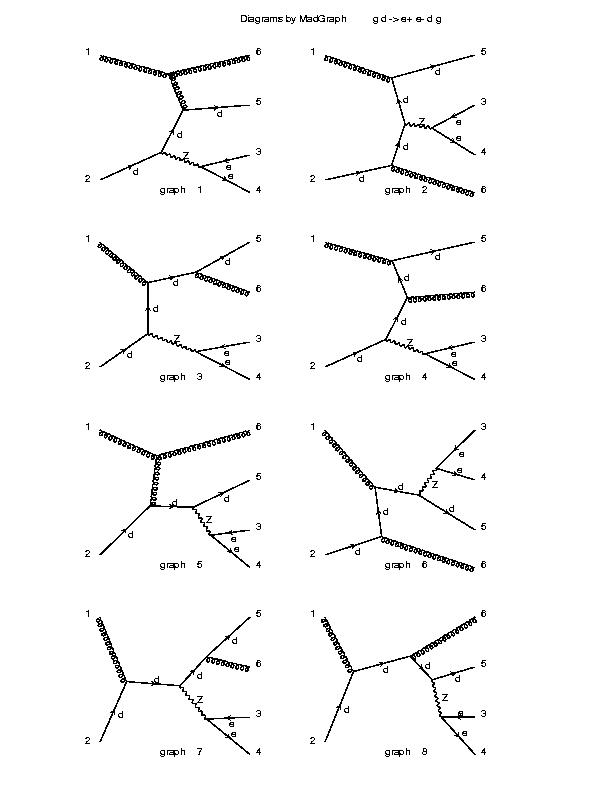 Diagrams by MadGraph g d -> e+ e- d g
1 6 5 d d 3 Z e e 2 d 4
graph 1
1 5 d d 3 Z e e d 4 2 d 6
graph 2
1 5 d d 6 d Z 3 e e 2 d 4
graph 3
1 5 d d 6 d Z 3 e e 2 d 4
graph 4
1 6 5 d d Z 3 e e 2 d 4
graph 5
1 3 e 4 e d Z d 5 d 2 d 6
graph 6
1 5 d 6 d d Z d 3 e e 2 4
graph 7
1 6 d d 5 d Z d 3 e e 2 4
graph 8